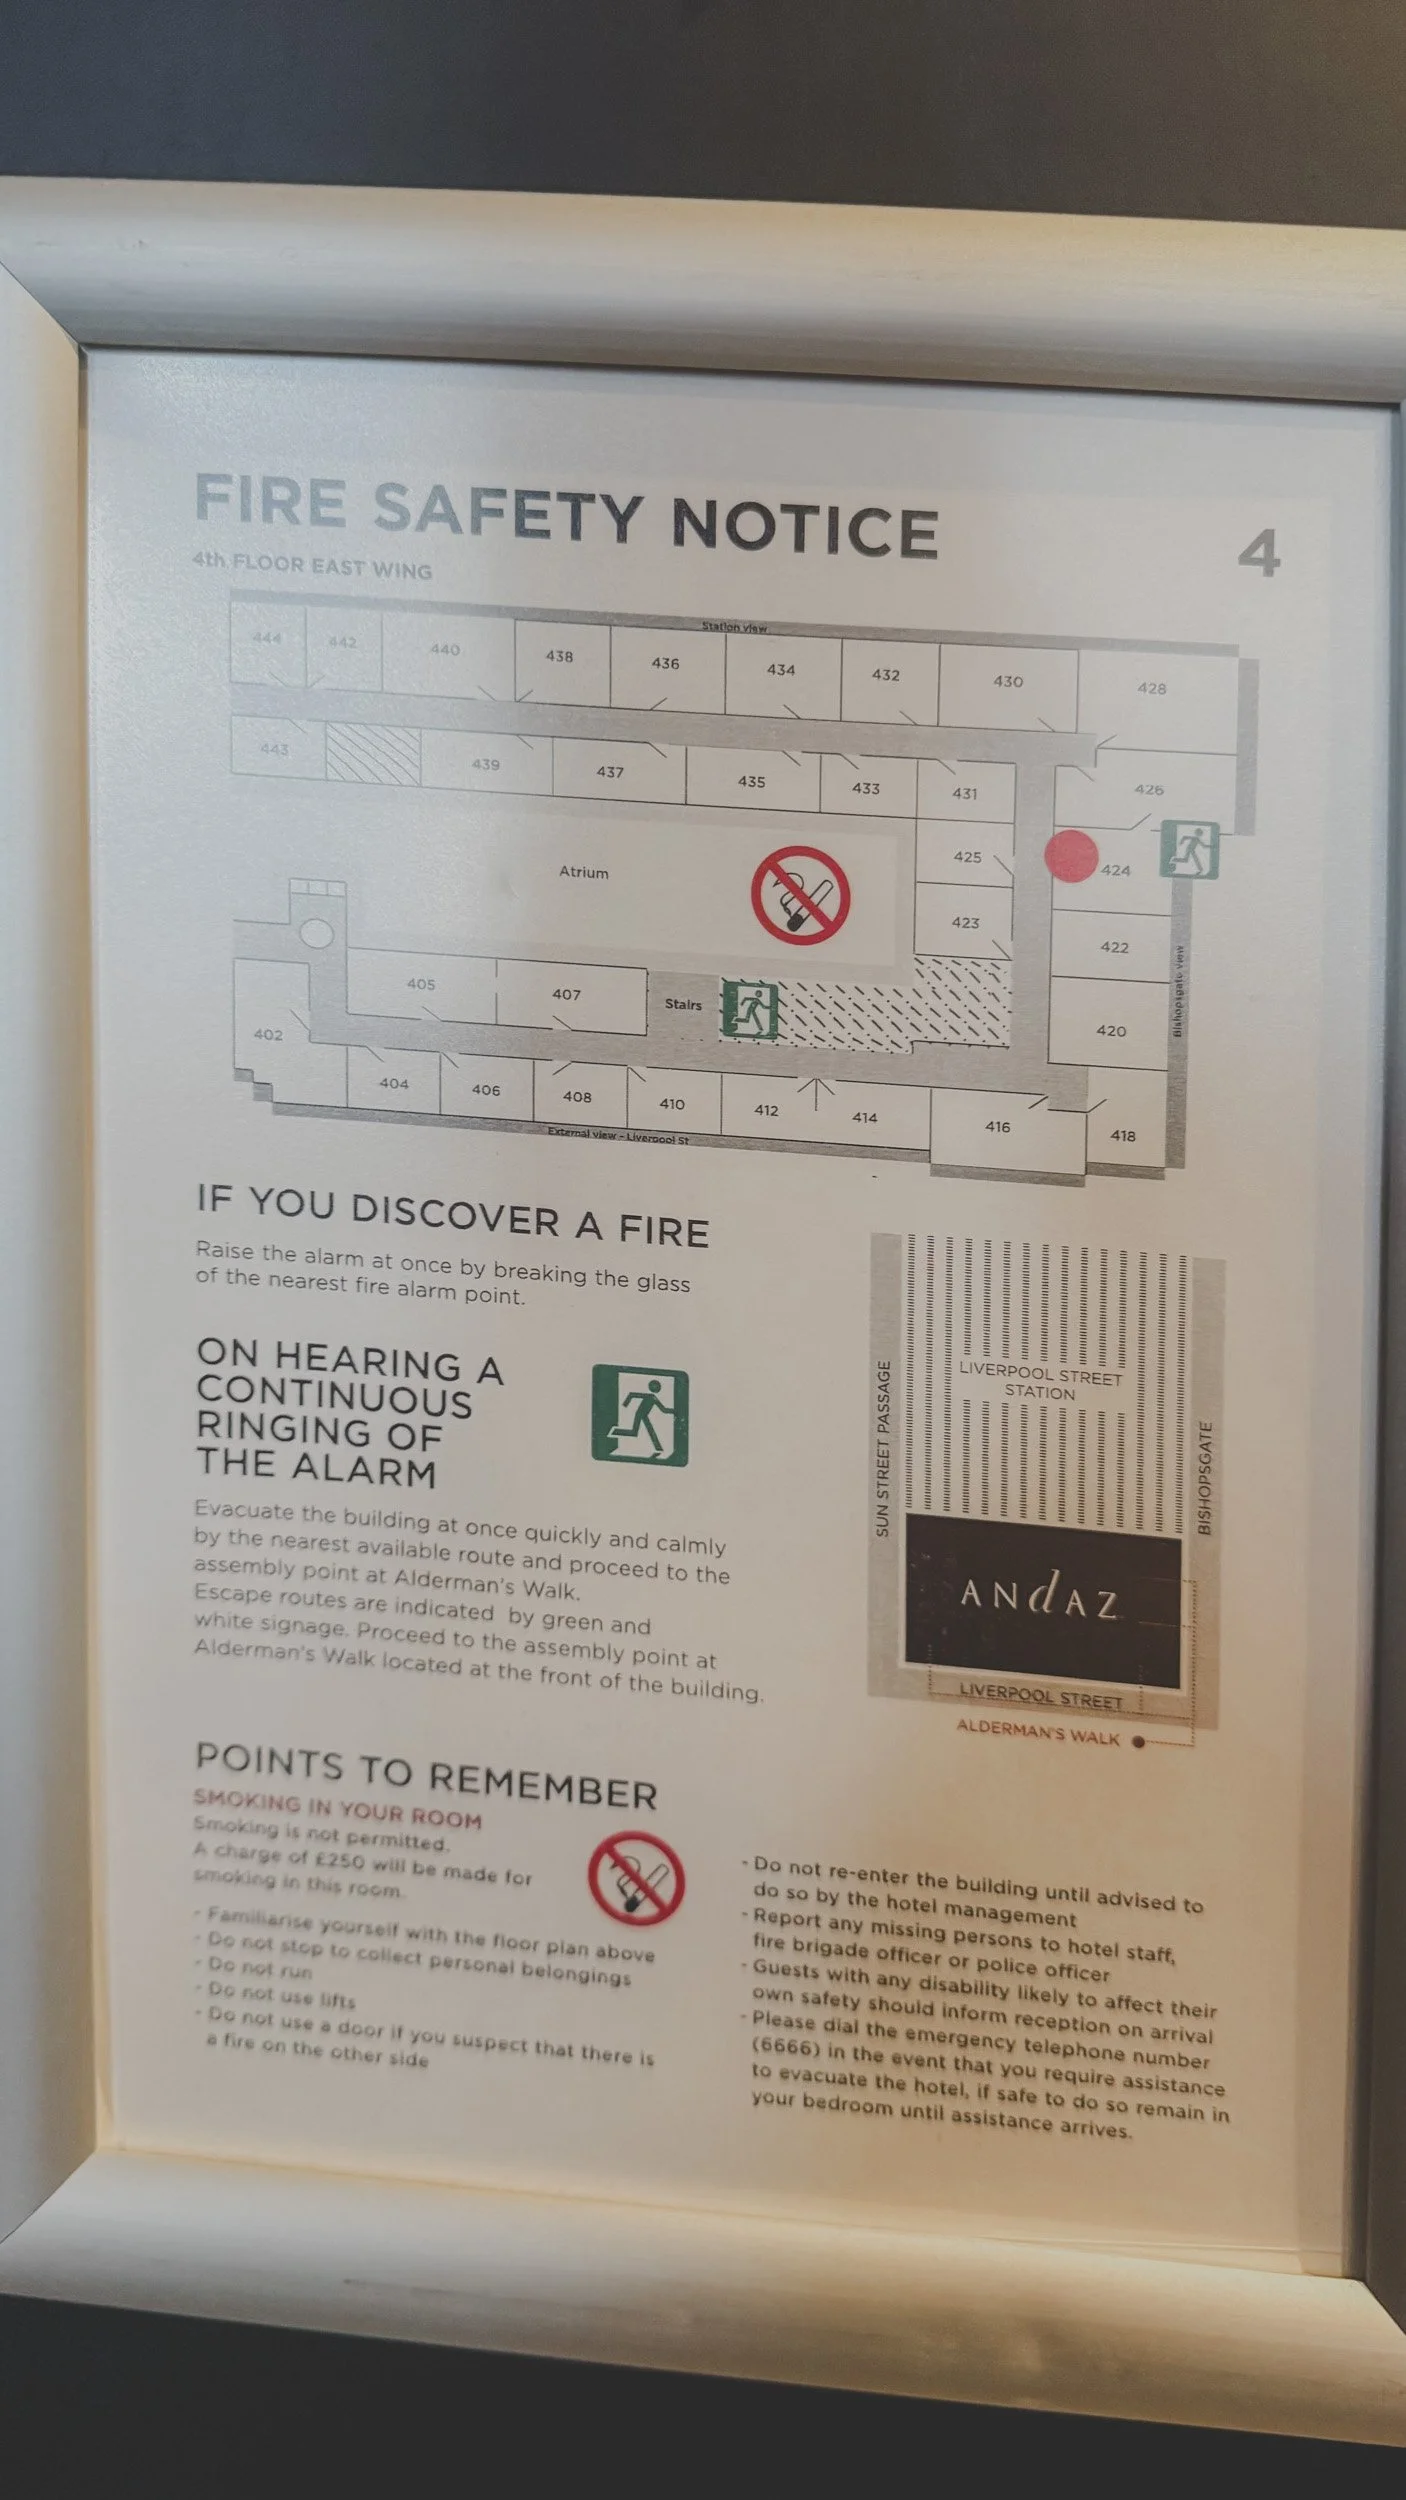 FIRE SAFETY NOTICE
4
4th FLOOR EAST WING
Station view
444 442 440 438 436 434 432 430 428
443 439 437 435 433 431 426
Atrium 425 424
423 422
405 407 Stairs 420
402
404 406 408 410 412 414 416 418
External view - Liverpool St
Bishopsgate view
IF YOU DISCOVER A FIRE
Raise the alarm at once by breaking the glass
of the nearest fire alarm point.
ON HEARING A
CONTINUOUS
RINGING OF
THE ALARM
Evacuate the building at once quickly and calmly
by the nearest available route and proceed to the
assembly point at Alderman's Walk.
Escape routes are indicated by green and
white signage. Proceed to the assembly point at
Alderman's Walk located at the front of the building.
SUN STREET PASSAGE
LIVERPOOL STREET
STATION
BISHOPSGATE
ANdAZ
LIVERPOOL STREET
ALDERMAN'S WALK
POINTS TO REMEMBER
SMOKING IN YOUR ROOM
Smoking is not permitted.
A charge of £250 will be made for
smoking in this room.
- Familiarise yourself with the floor plan above
- Do not stop to collect personal belongings
- Do not run
- Do not use lifts
- Do not use a door if you suspect that there is
a fire on the other side
- Do not re-enter the building until advised to
do so by the hotel management
- Report any missing persons to hotel staff,
fire brigade officer or police officer
- Guests with any disability likely to affect their
own safety should inform reception on arrival
- Please dial the emergency telephone number
(6666) in the event that you require assistance
to evacuate the hotel, if safe to do so remain in
your bedroom until assistance arrives.